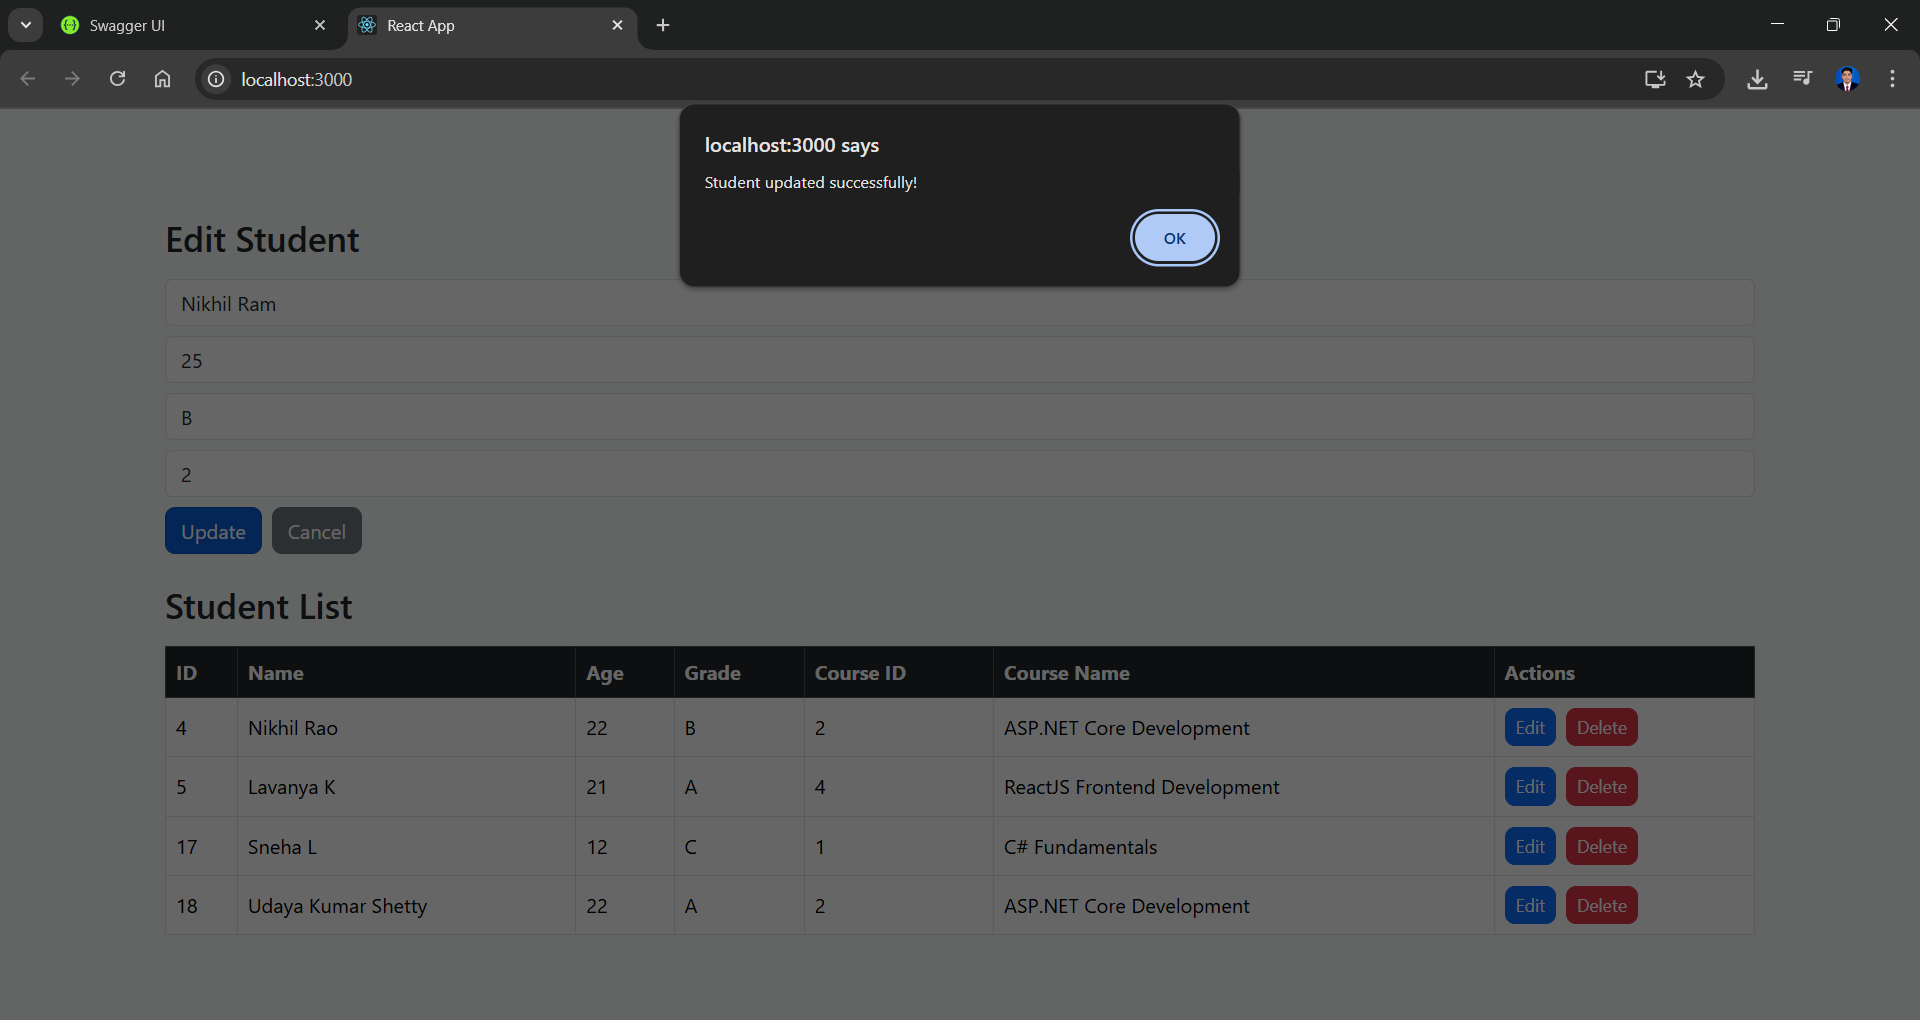 Swagger UI
React App
localhost:3000
localhost:3000 says
Student updated successfully!
OK
Edit Student
Nikhil Ram
25
B
2
Update Cancel
Student List
ID Name Age Grade Course ID Course Name Actions
4 Nikhil Rao 22 B 2 ASP.NET Core Development Edit Delete
5 Lavanya K 21 A 4 ReactJS Frontend Development Edit Delete
17 Sneha L 12 C 1 C# Fundamentals Edit Delete
18 Udaya Kumar Shetty 22 A 2 ASP.NET Core Development Edit Delete